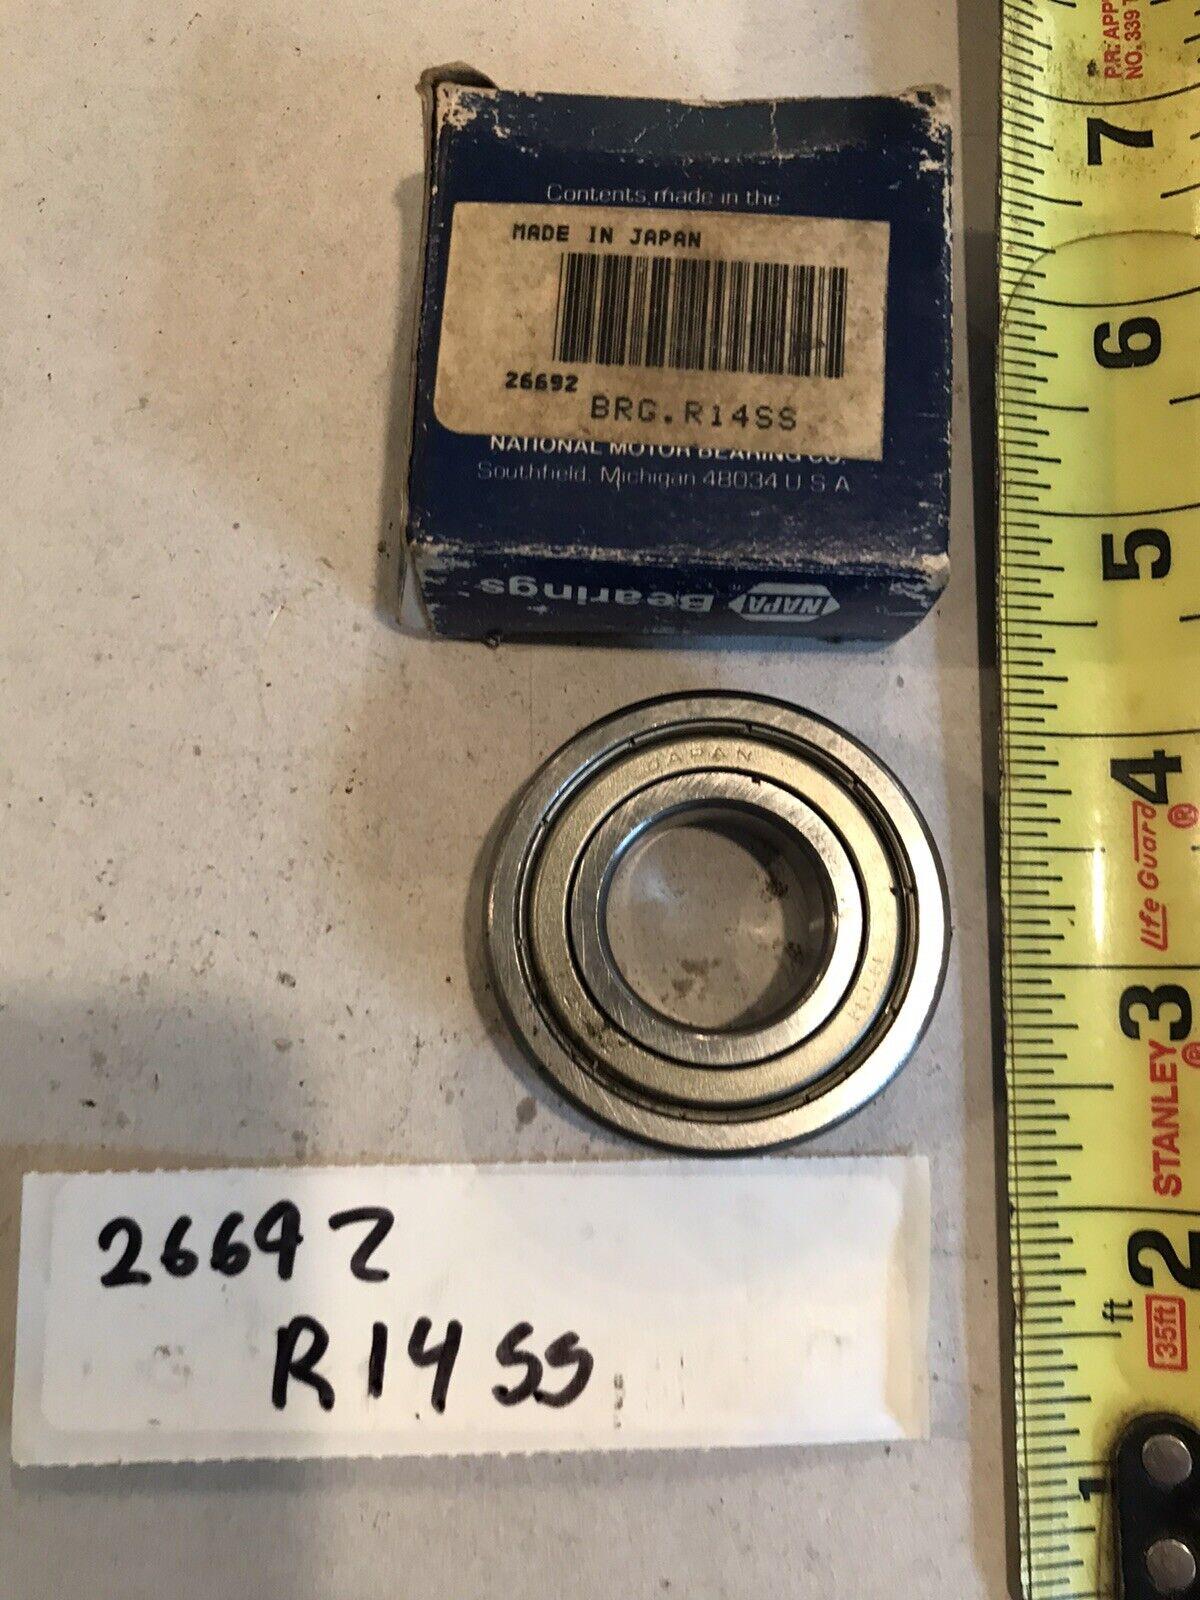 Contents made in the
MADE IN JAPAN
26692
BRG.R14SS
NATIONAL MOTOR BEARING CO.
Southfield, Michigan 48034 U S A
NAPA Bearings
JAPAN
26692
R14SS
P.R. APP
NO. 339 1
7
6
5
4
Life Guard®
3
STANLEY®
2
ft
35ft
1